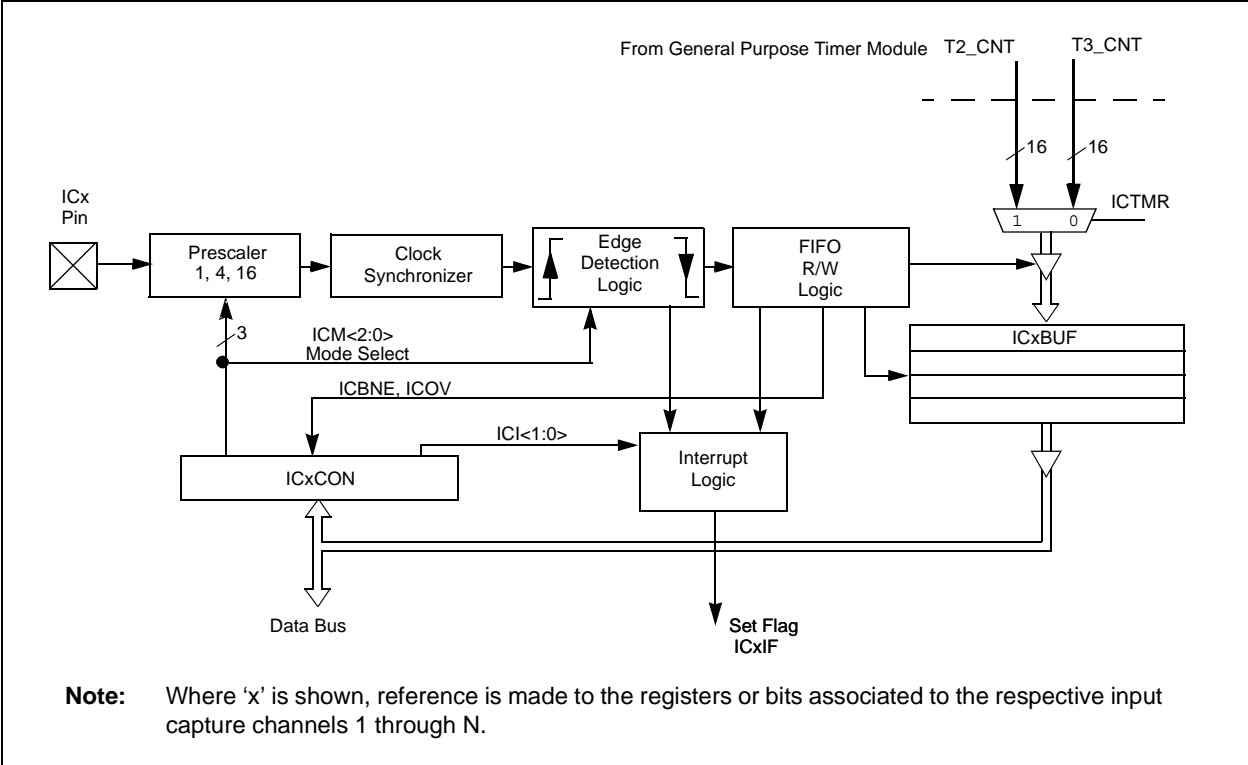 From General Purpose Timer Module
T2_CNT
T3_CNT
16
16
ICx
Pin
ICTMR
1
0
Prescaler
1, 4, 16
Clock
Synchronizer
Edge
Detection
Logic
FIFO
R/W
Logic
3
ICM<2:0>
Mode Select
ICxBUF
ICBNE, ICOV
ICI<1:0>
Interrupt
Logic
ICxCON
Data Bus
Set Flag
ICxIF
Note: Where ‘x’ is shown, reference is made to the registers or bits associated to the respective input
capture channels 1 through N.